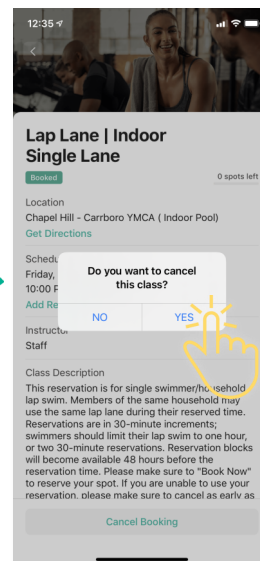 12:35
Lap Lane | Indoor
Single Lane
Booked
0 spots left
Location
Chapel Hill - Carrboro YMCA ( Indoor Pool)
Get Directions
Friday,
10:00
Add Re
Do you want to cancel
this class?
NO
YES
Instructor
Staff
Class Description
This reservation is for single swimmer/household
lap swim. Members of the same household may
use the same lap lane during their reserved time.
Reservations are in 30-minute increments;
swimmers should limit their lap swim to one hour,
or two 30-minute reservations. Reservation blocks
will become available 48 hours before the
reservation time. Please make sure to "Book Now"
to reserve your spot. If you are unable to use your
reservation, please make sure to cancel as early as
Cancel Booking